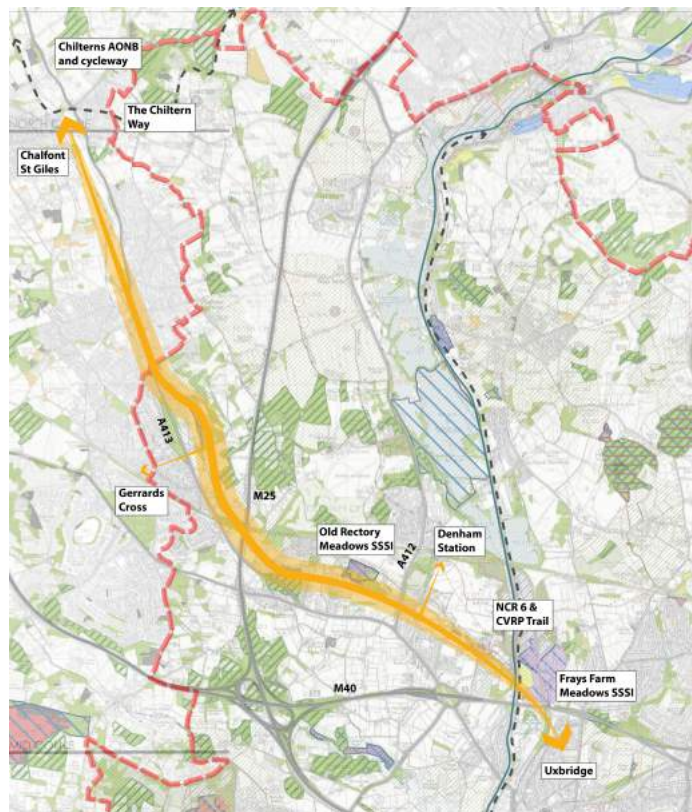 Chilterns AONB
and cycleway
The Chiltern
Way
Chalfont
St Giles
A413
Gerrards
Cross
M25
Old Rectory
Meadows SSSI
A412
Denham
Station
NCR 6 &
CVRP Trail
Frays Farm
Meadows SSSI
M40
Uxbridge